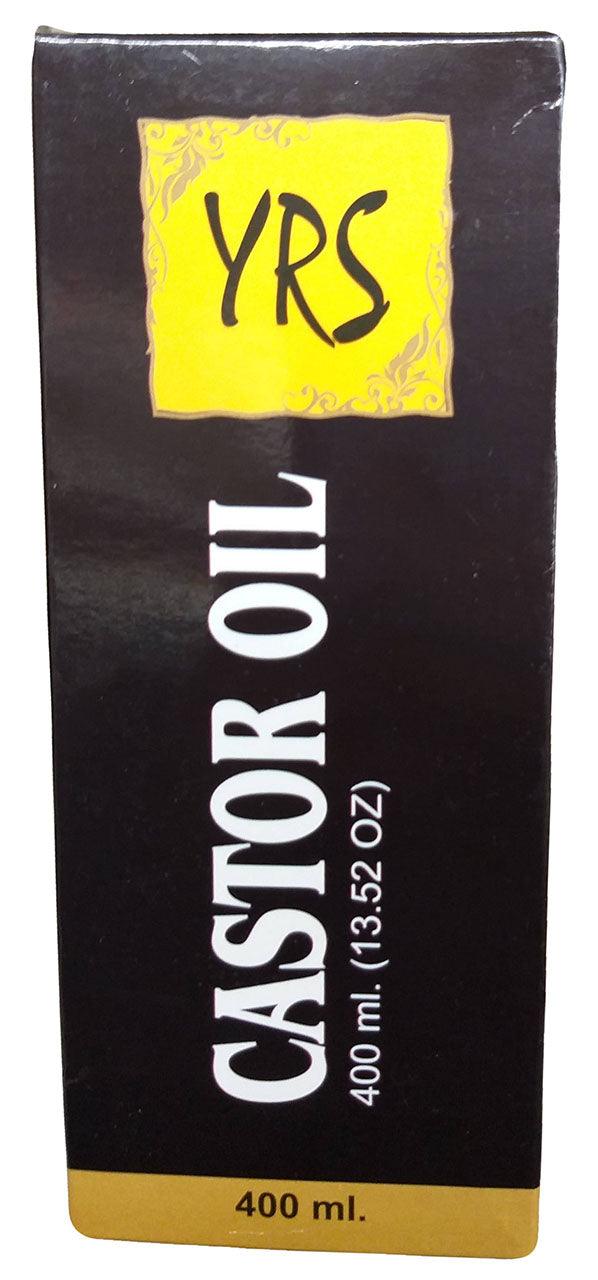 YRS
CASTOR OIL
400 ml. (13.52 OZ)
400 ml.